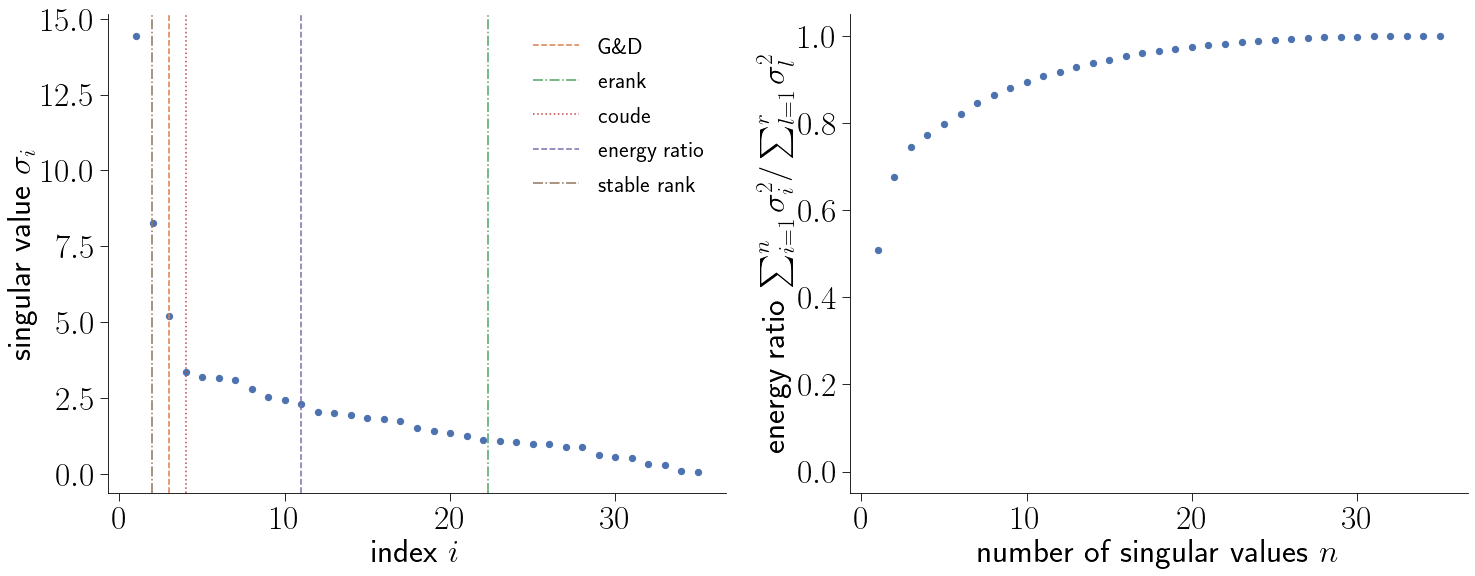 15.0
12.5
10.0
7.5
5.0
2.5
0.0
singular value σ_i
0
10
20
30
index i
G&D
erank
coude
energy ratio
stable rank
1.0
0.8
0.6
0.4
0.2
0.0
energy ratio ∑_{i=1}^{n} σ_i^2 / ∑_{l=1}^{r} σ_l^2
0
10
20
30
number of singular values n